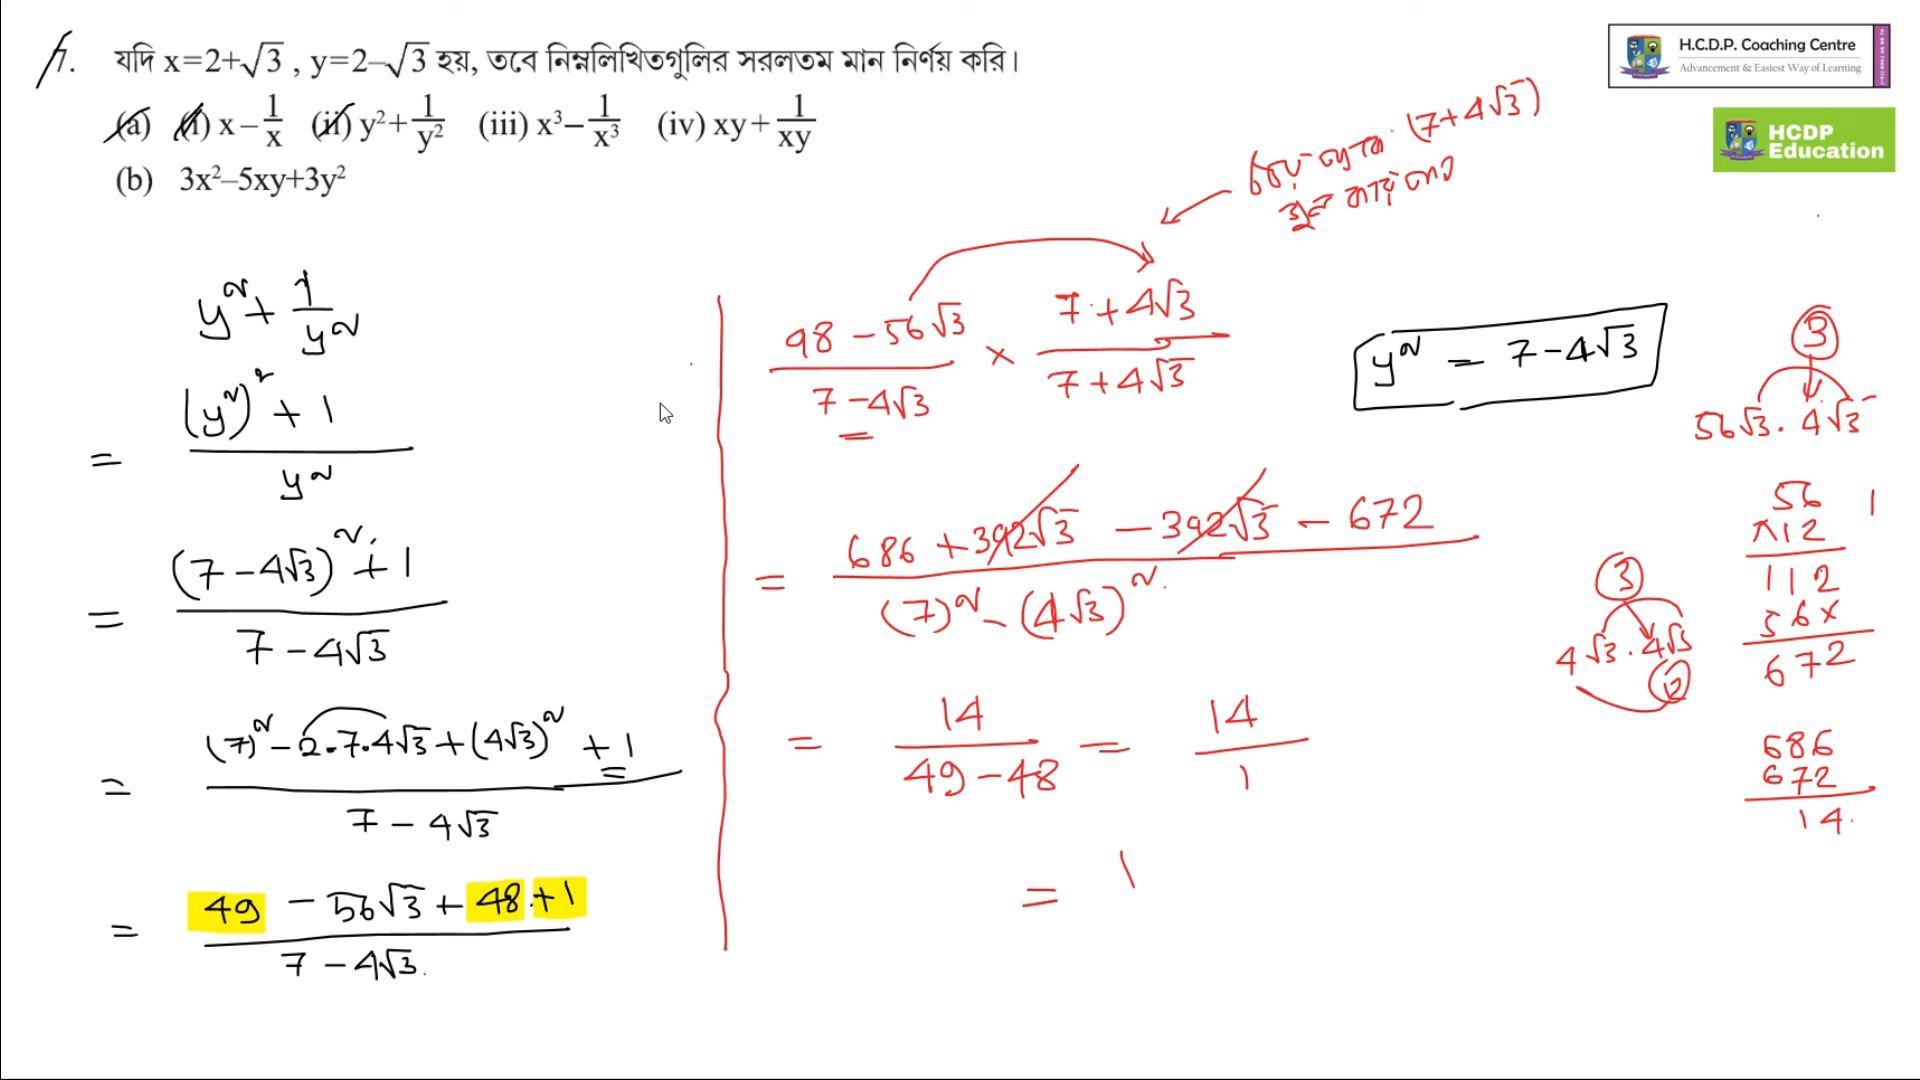 1. যদি x=2+√3 , y=2–√3 হয়, তবে নিম্নলিখিতগুলির সরলতম মান নির্ণয় করি।
(a) (i) x – 1/x (ii) y² + 1/y² (iii) x³ – 1/x³ (iv) xy + 1/xy
(b) 3x²–5xy+3y²
H.C.D.P. Coaching Centre
Advancement & Easiest Way of Learning
HCDP
Education
y² + 1/y²
= ((y²)² + 1)/y²
= ((7 – 4√3)² + 1)/(7 – 4√3)
= ((7)² – 2·7·4√3 + (4√3)² + 1)/(7 – 4√3)
= (49 – 56√3 + 48 + 1)/(7 – 4√3)
(7+4√3)
(98 – 56√3)/(7 – 4√3) × (7 + 4√3)/(7 + 4√3)
= (686 + 392√3 – 392√3 – 672)/((7)² – (4√3)²)
= 14/(49 – 48) = 14/1
= 1
y² = 7 – 4√3
3
56√3 · 4√3
56 1
×12
112
56×
672
3
4√3 · 4√3
12
686
672
14